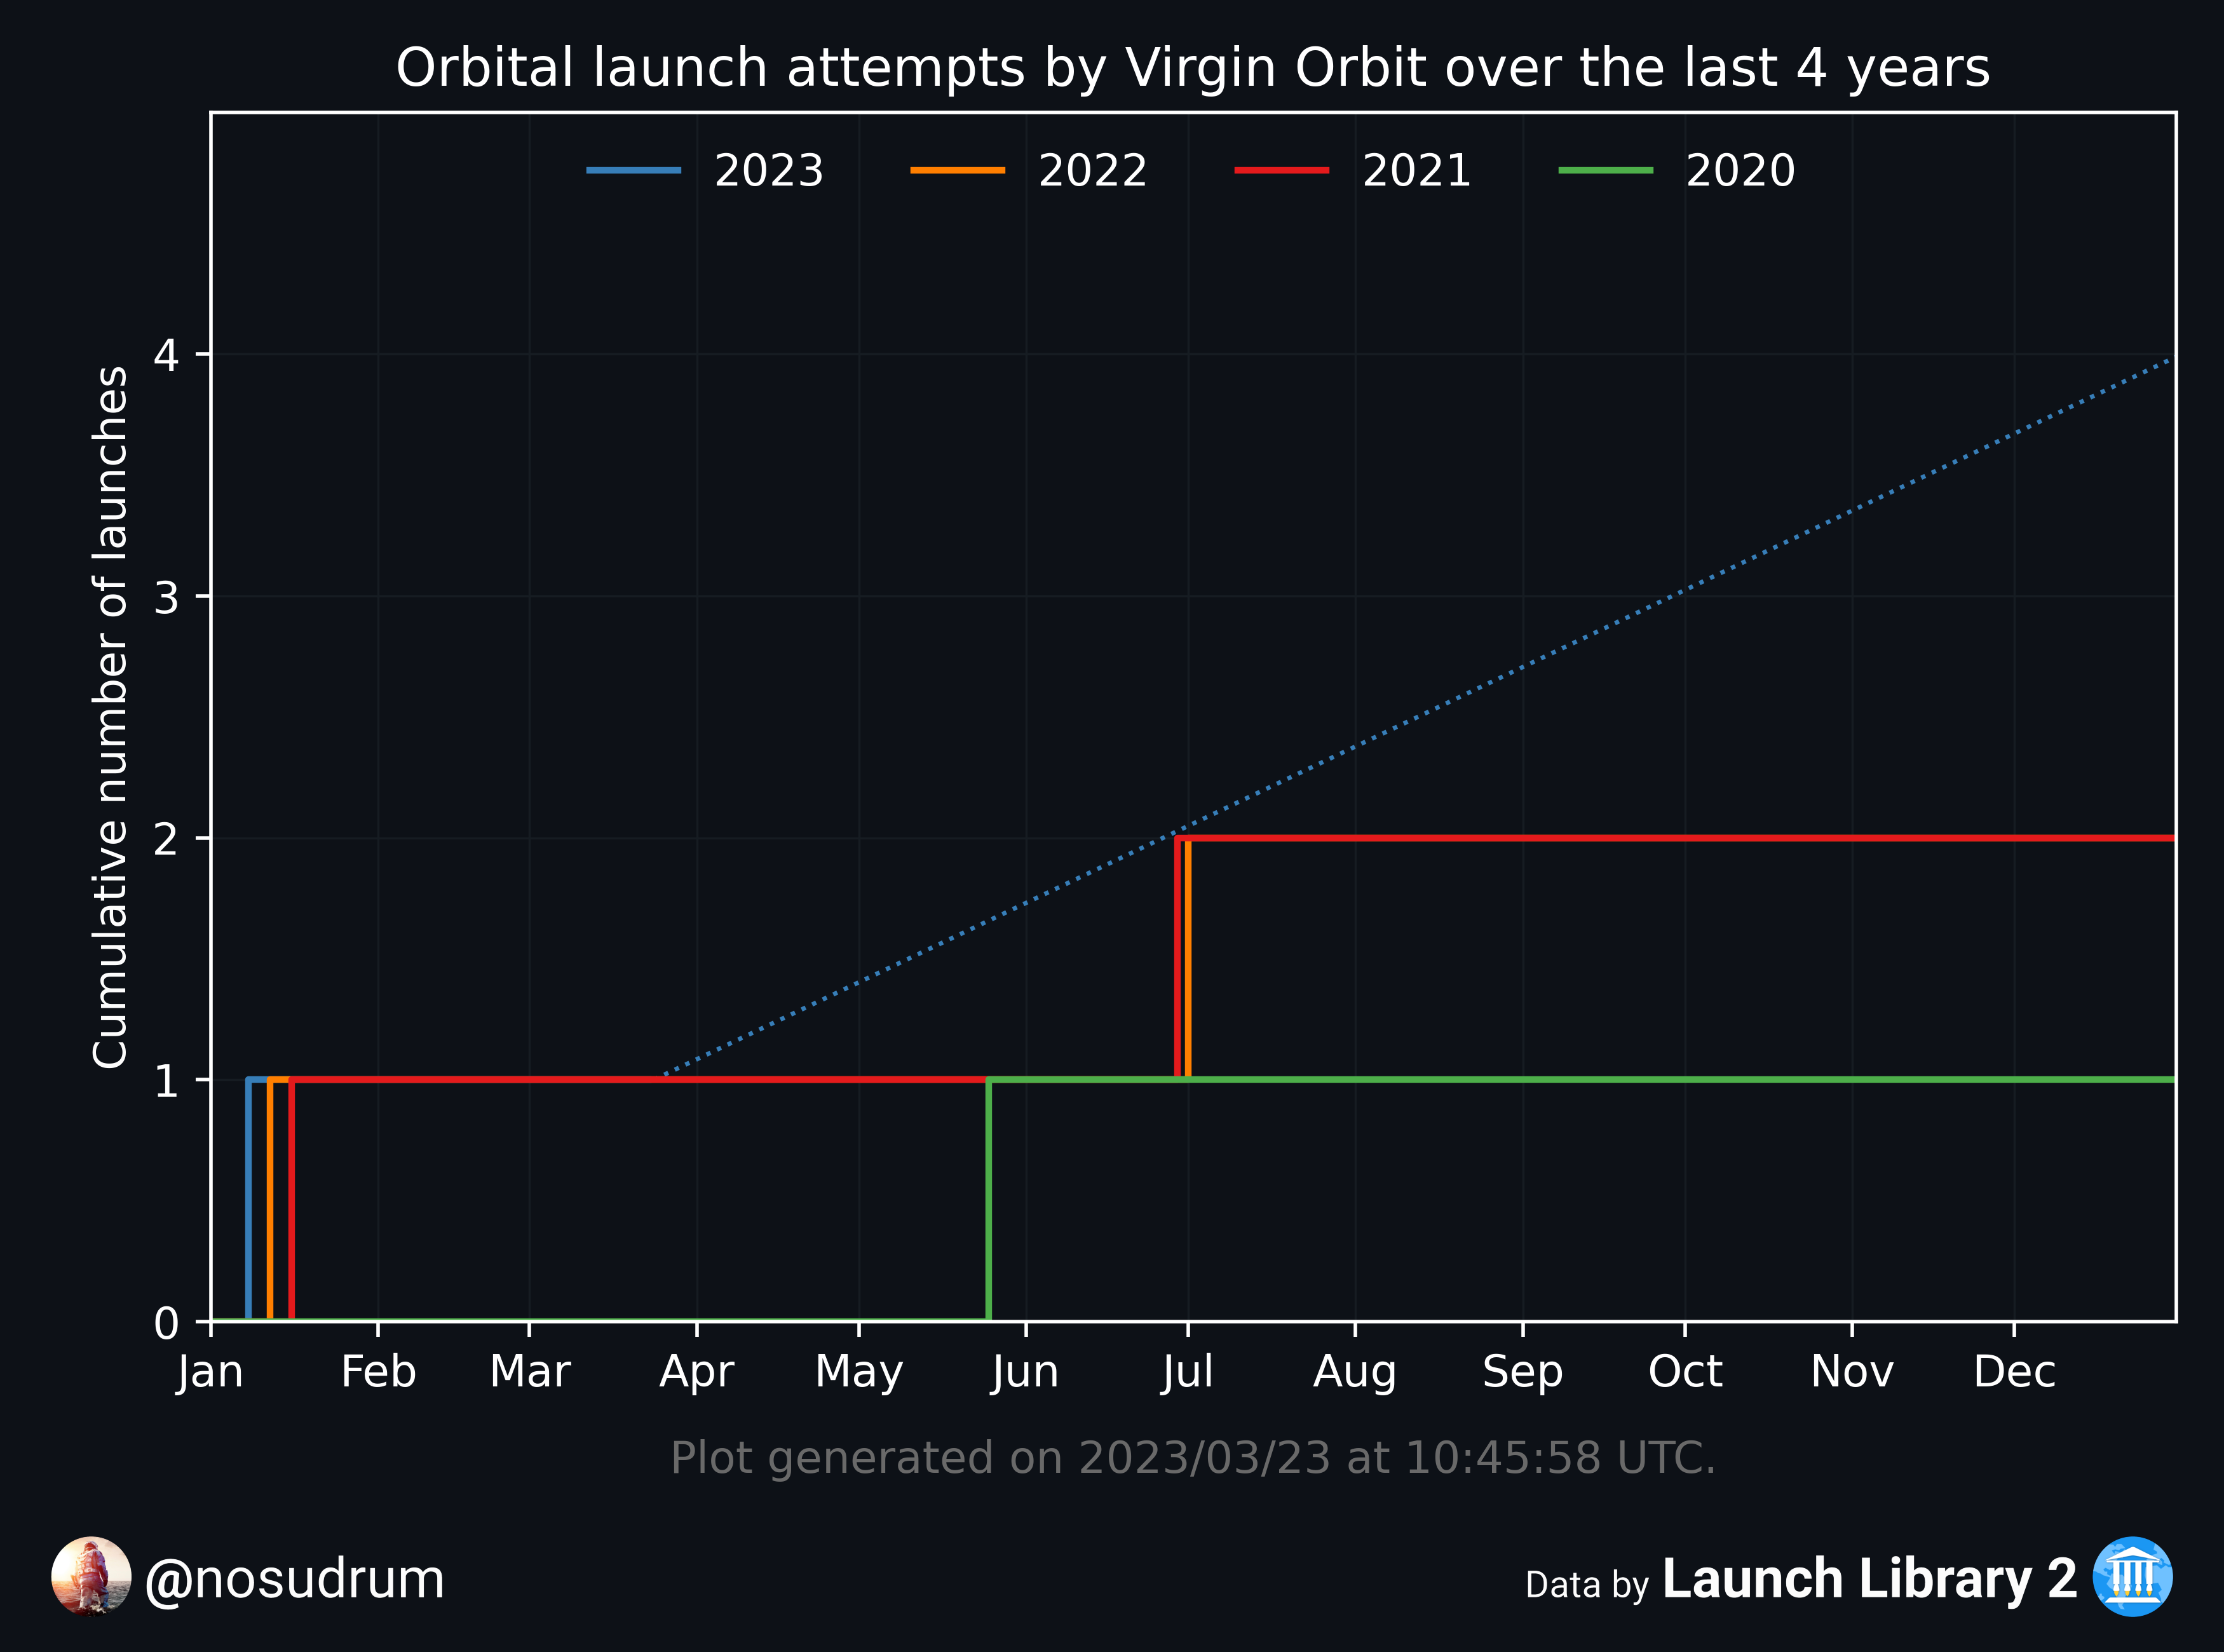 Orbital launch attempts by Virgin Orbit over the last 4 years
2023 2022 2021 2020
Cumulative number of launches
4
3
2
1
0
Jan Feb Mar Apr May Jun Jul Aug Sep Oct Nov Dec
Plot generated on 2023/03/23 at 10:45:58 UTC.
@nosudrum
Data by Launch Library 2